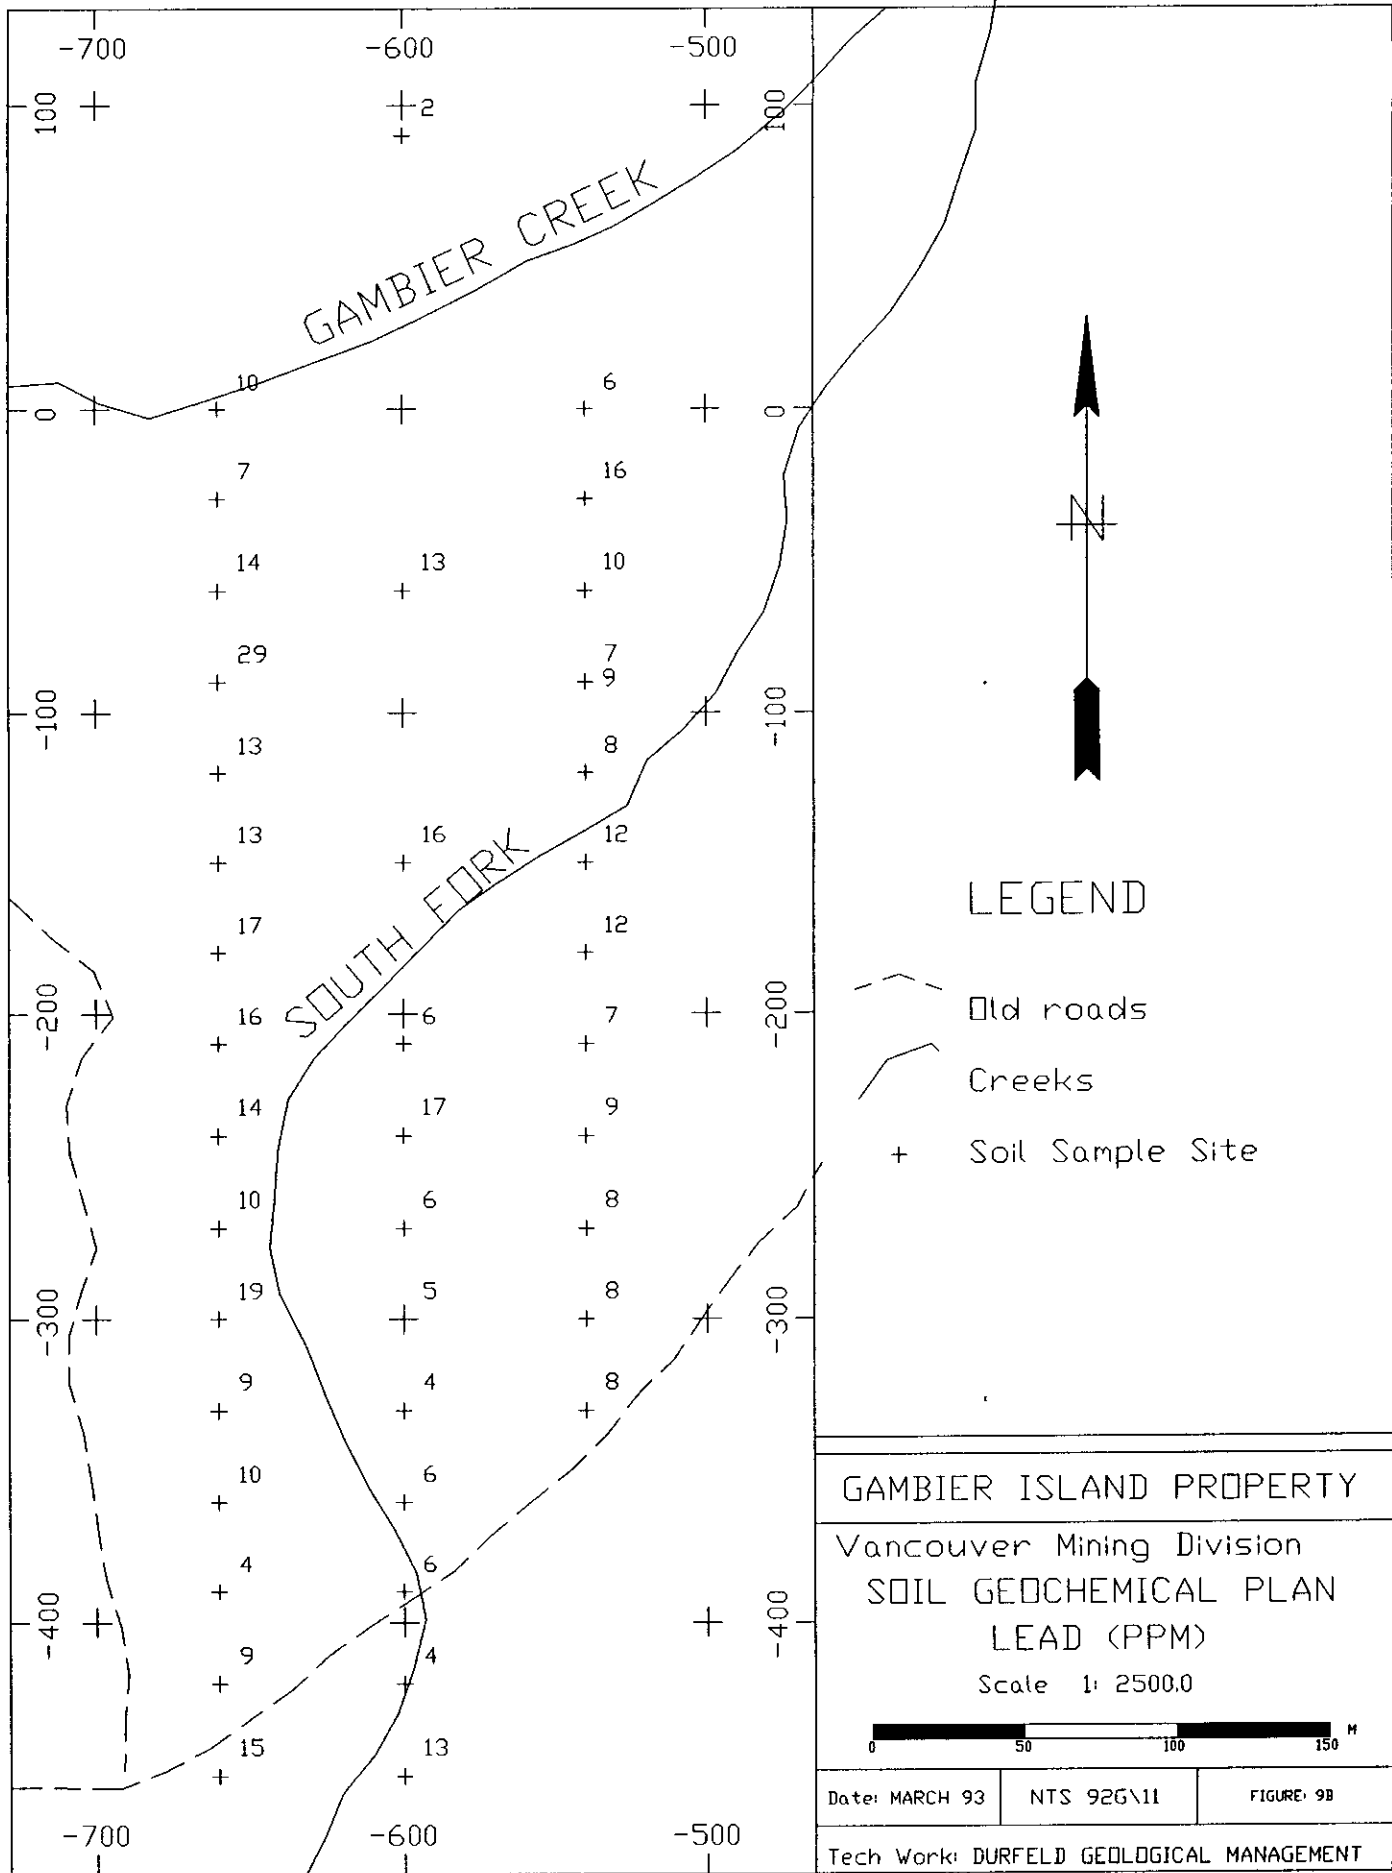 -700 -600 -500
100 2 100
GAMBIER CREEK
10 6
0 0
7 16
14 13 10
29 7
9
-100 -100
13 8
13 16 12
SOUTH FORK
17 12
-200 16 6 7 -200
14 17 9
10 6 8
19 5 8
-300 -300
9 4 8
10 6
4 6
-400 -400
9 4
15 13
-700 -600 -500
N
LEGEND
Old roads
Creeks
+ Soil Sample Site
GAMBIER ISLAND PROPERTY
Vancouver Mining Division
SOIL GEOCHEMICAL PLAN
LEAD (PPM)
Scale 1: 2500.0
0 50 100 150 M
Date: MARCH 93 NTS 92G\11 FIGURE: 9B
Tech Work: DURFELD GEOLOGICAL MANAGEMENT